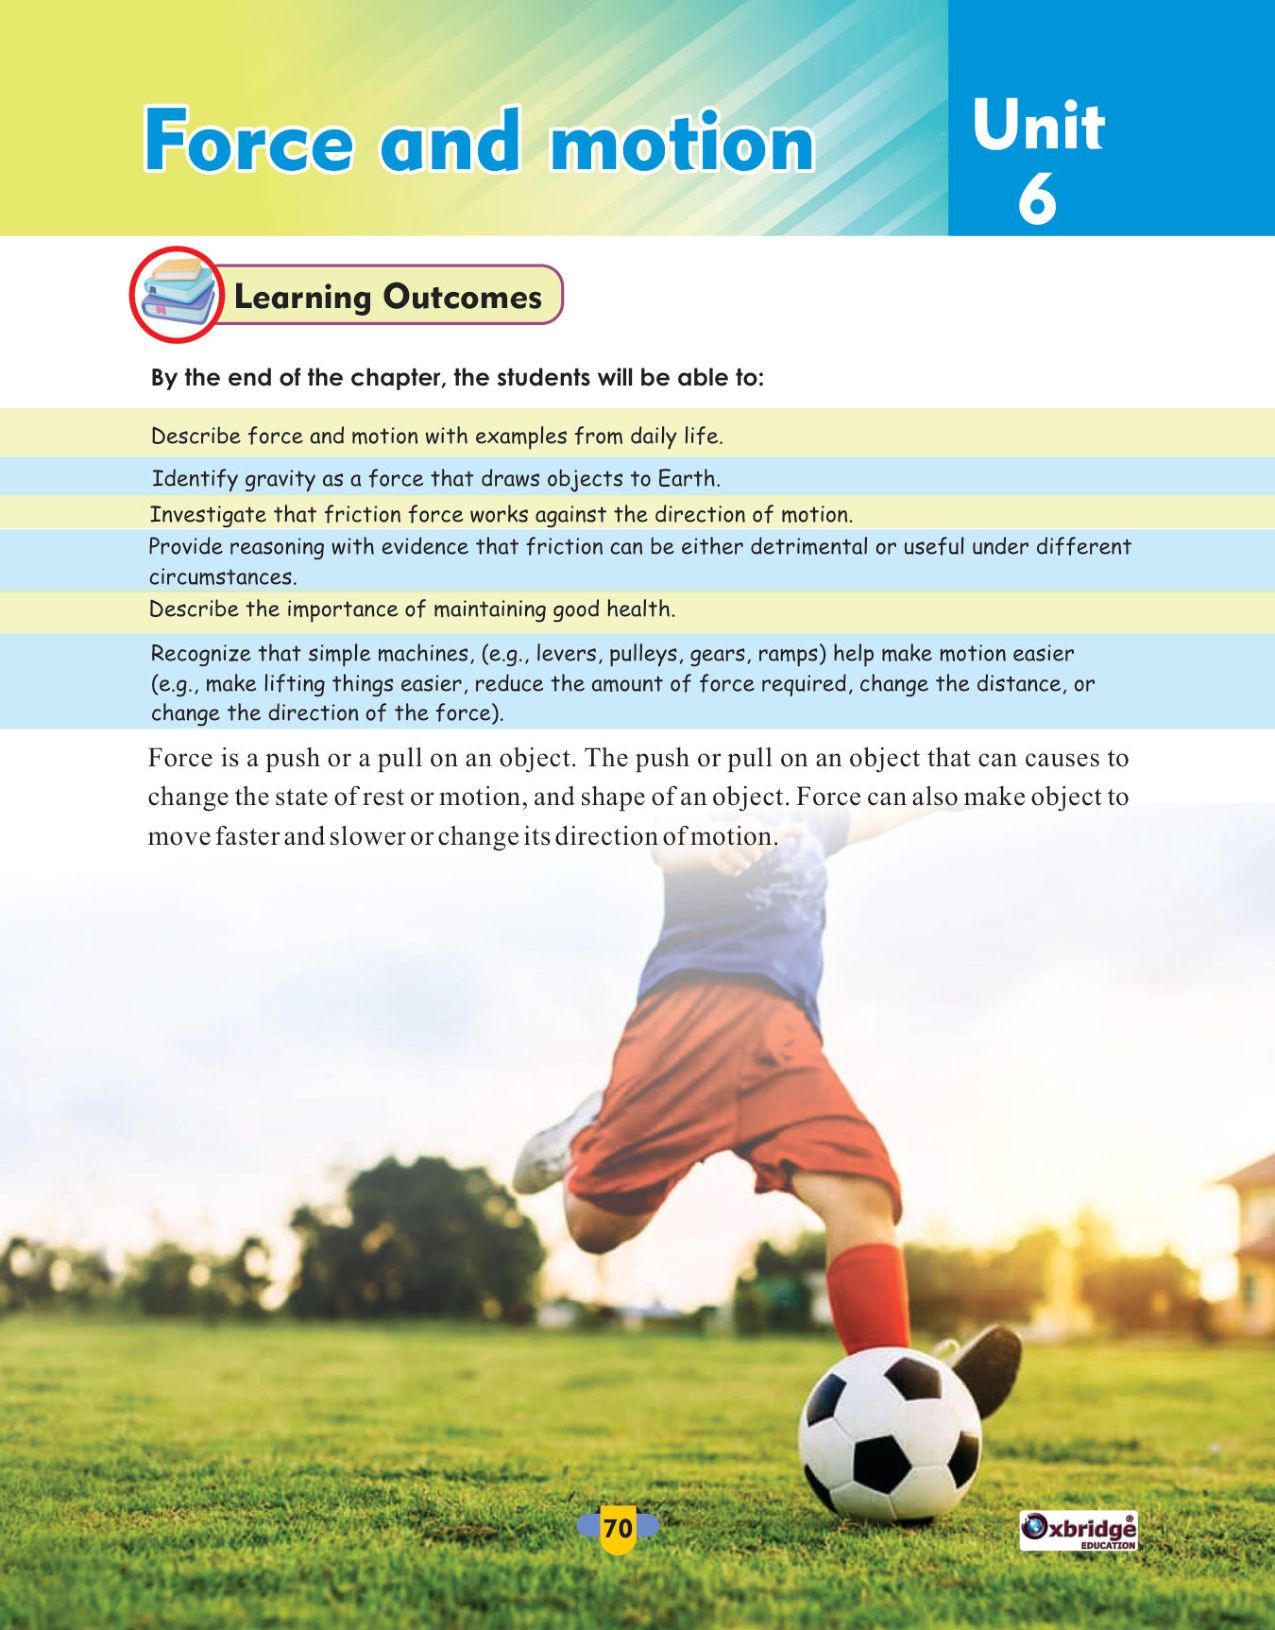 Force and motion
Unit
6
Learning Outcomes
By the end of the chapter, the students will be able to:
Describe force and motion with examples from daily life.
Identify gravity as a force that draws objects to Earth.
Investigate that friction force works against the direction of motion.
Provide reasoning with evidence that friction can be either detrimental or useful under different
circumstances.
Describe the importance of maintaining good health.
Recognize that simple machines, (e.g., levers, pulleys, gears, ramps) help make motion easier
(e.g., make lifting things easier, reduce the amount of force required, change the distance, or
change the direction of the force).
Force is a push or a pull on an object. The push or pull on an object that can causes to
change the state of rest or motion, and shape of an object. Force can also make object to
move faster and slower or change its direction of motion.
70
Oxbridge®
EDUCATION